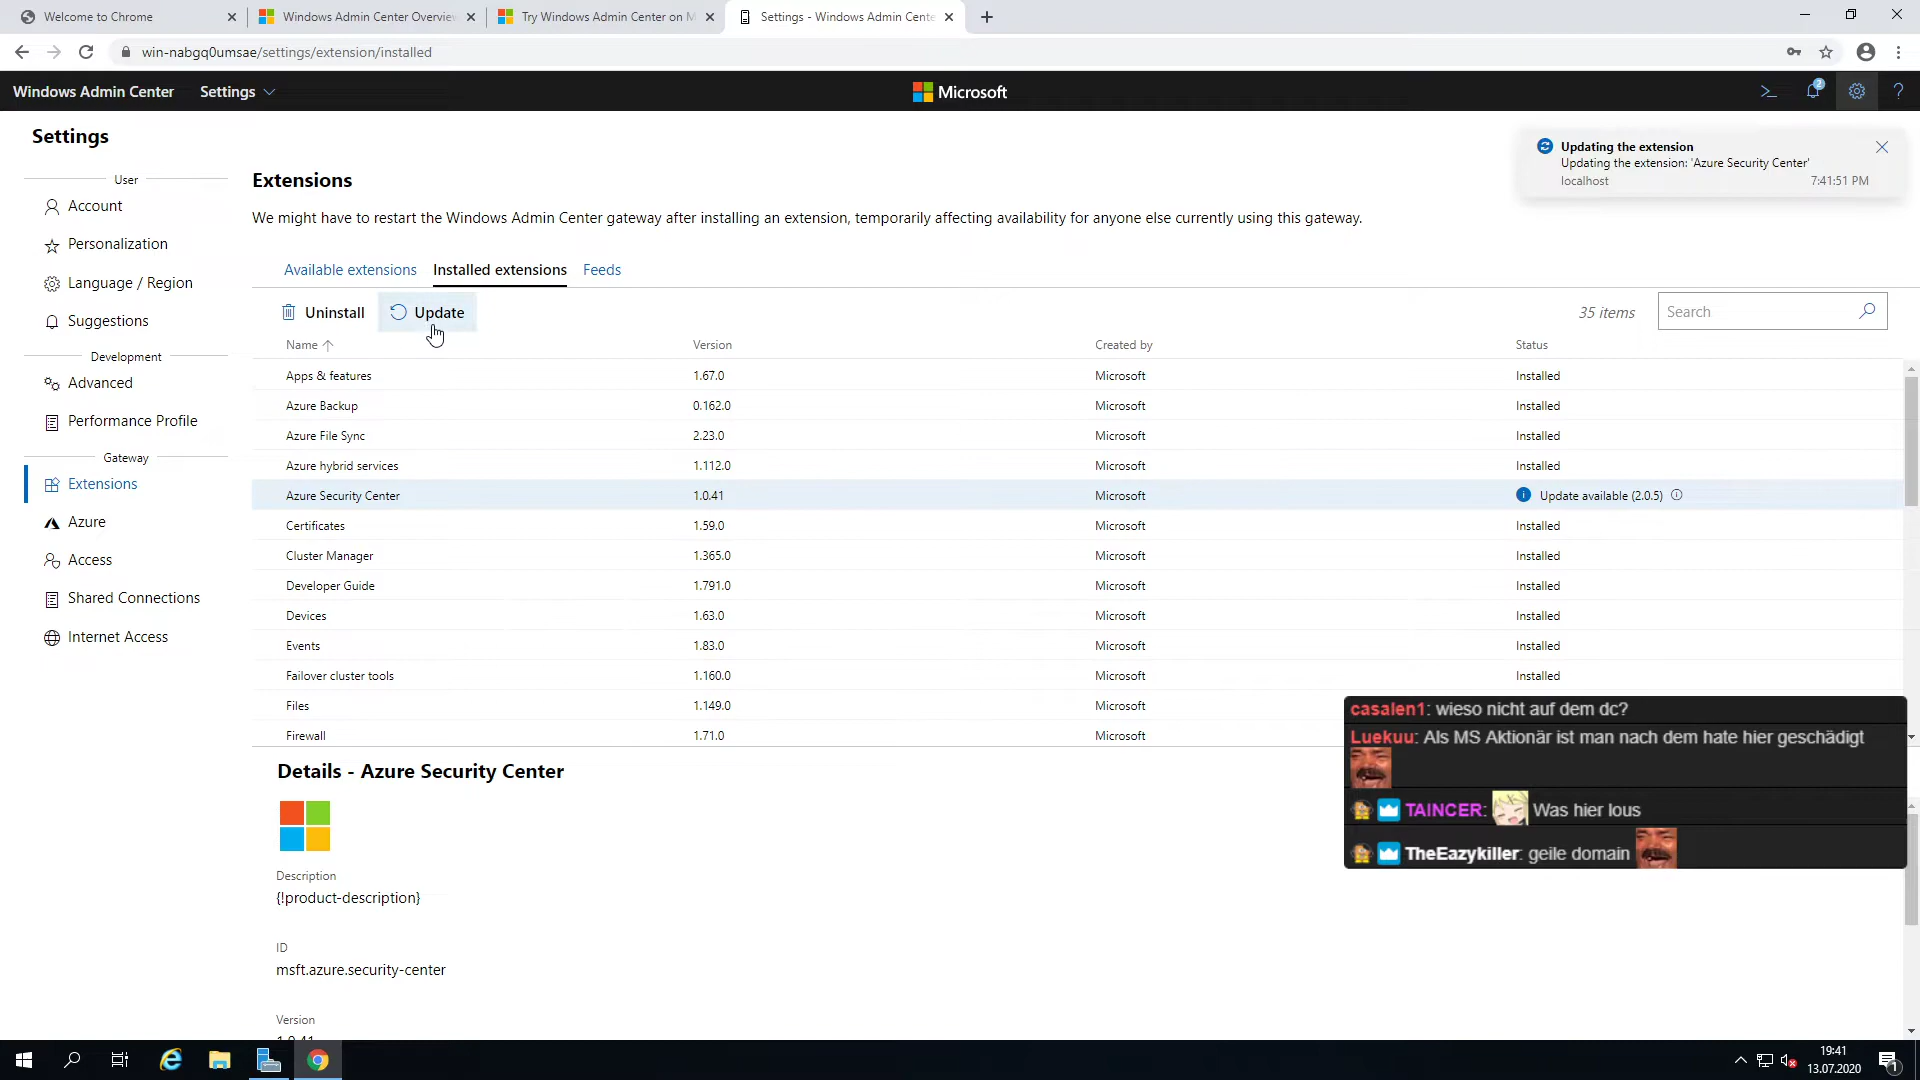 Welcome to Chrome
Windows Admin Center Overview
Try Windows Admin Center on M
Settings - Windows Admin Cente
win-nabgq0umsae/settings/extension/installed
Windows Admin Center
Settings
Microsoft
2
?
Settings
User
Account
Personalization
Language / Region
Suggestions
Development
Advanced
Performance Profile
Gateway
Extensions
Azure
Access
Shared Connections
Internet Access
Updating the extension
Updating the extension: 'Azure Security Center'
localhost 7:41:51 PM
Extensions
We might have to restart the Windows Admin Center gateway after installing an extension, temporarily affecting availability for anyone else currently using this gateway.
Available extensions Installed extensions Feeds
Uninstall Update 35 items Search
Name Version Created by Status
Apps & features 1.67.0 Microsoft Installed
Azure Backup 0.162.0 Microsoft Installed
Azure File Sync 2.23.0 Microsoft Installed
Azure hybrid services 1.112.0 Microsoft Installed
Azure Security Center 1.0.41 Microsoft Update available (2.0.5)
Certificates 1.59.0 Microsoft Installed
Cluster Manager 1.365.0 Microsoft Installed
Developer Guide 1.791.0 Microsoft Installed
Devices 1.63.0 Microsoft Installed
Events 1.83.0 Microsoft Installed
Failover cluster tools 1.160.0 Microsoft Installed
Files 1.149.0 Microsoft
Firewall 1.71.0 Microsoft
casalen1: wieso nicht auf dem dc?
Luekuu: Als MS Aktionär ist man nach dem hate hier geschädigt
TAINCER: Was hier lous
TheEazykiller: geile domain
Details - Azure Security Center
Description
{!product-description}
ID
msft.azure.security-center
Version
1.0.41
19:41
13.07.2020
1